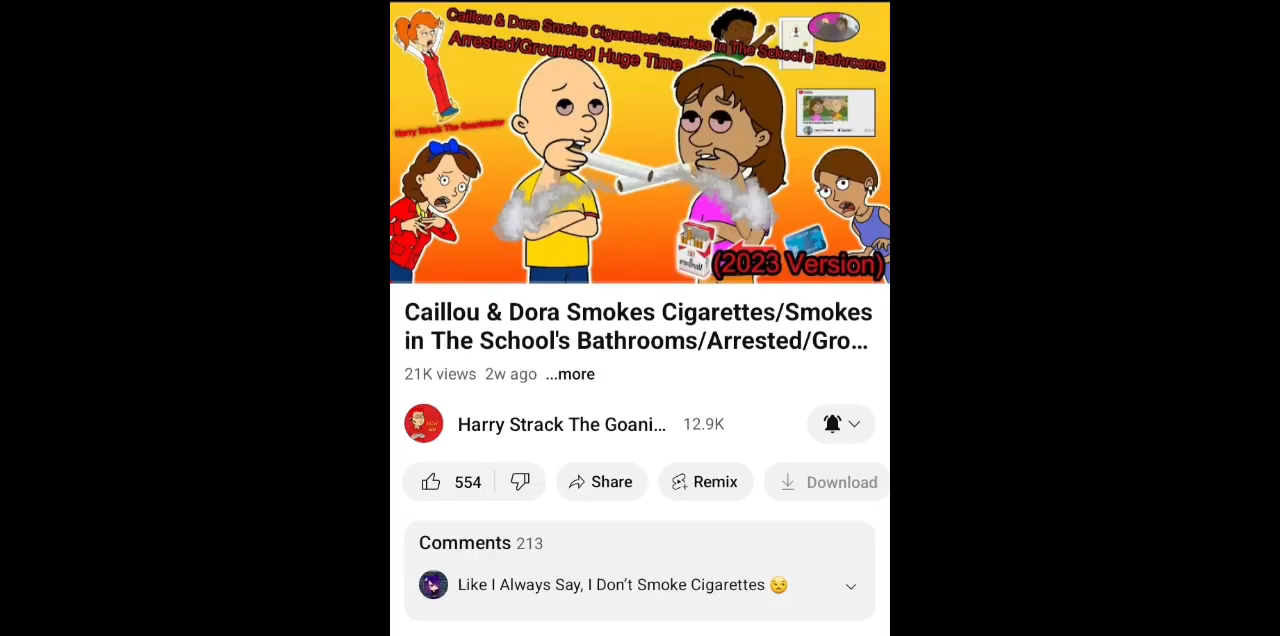 Caillou & Dora Smoke Cigarettes/Smokes in The School's Bathrooms
Arrested/Grounded Huge Time
Harry Strack The Goanimator
(2023 Version)
Caillou & Dora Smokes Cigarettes/Smokes
in The School's Bathrooms/Arrested/Gro...
21K views 2w ago ...more
Harry Strack The Goani... 12.9K
554 Share Remix Download
Comments 213
Like I Always Say, I Don’t Smoke Cigarettes 😒